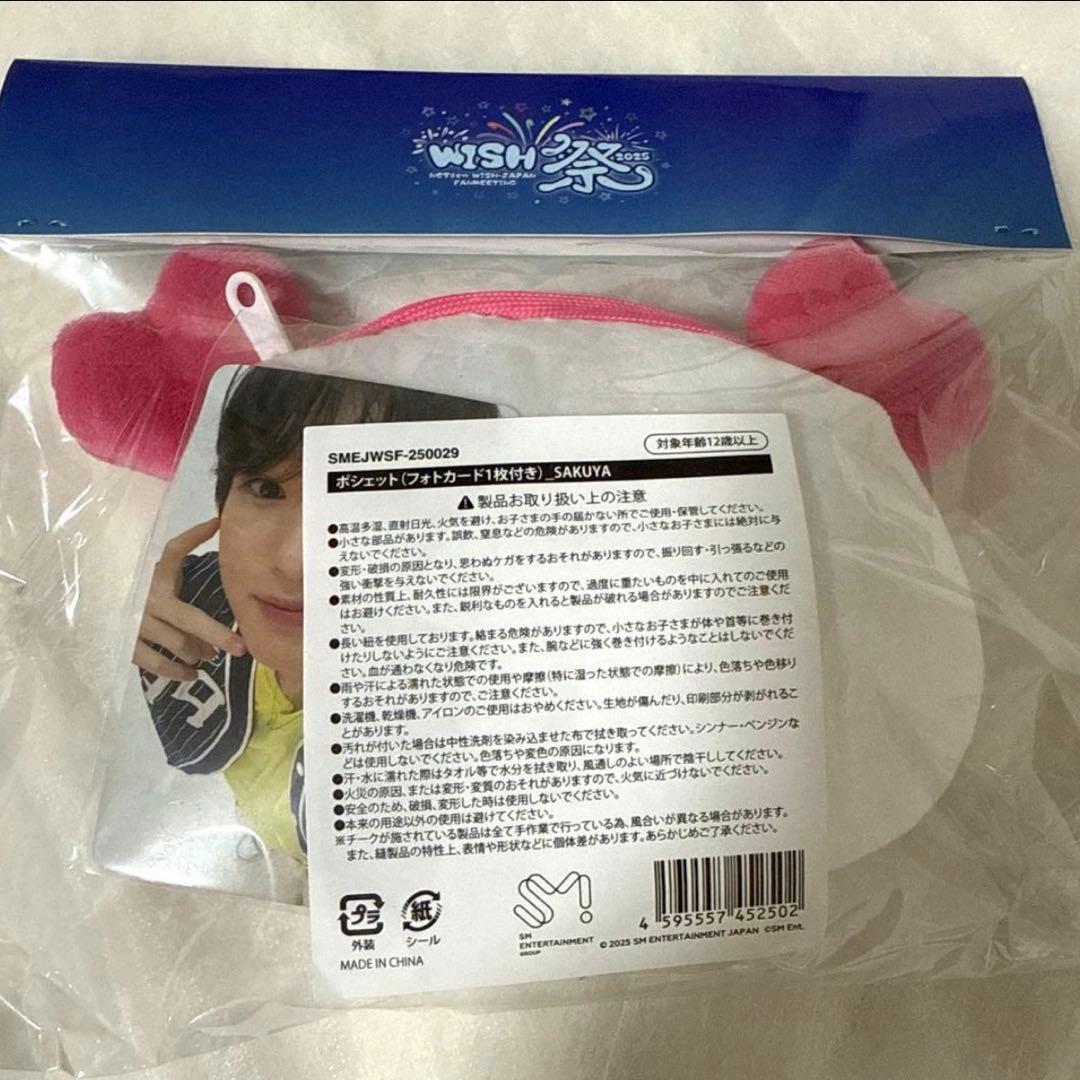 WISH 祭 2025
NCT WISH-JAPAN
FANMEETING
SMEJWSF-250029
対象年齢12歳以上
ポシェット(フォトカード1枚付き)_SAKUYA
製品お取り扱い上の注意
●高温多湿、直射日光、火気を避け、お子さまの手の届かない所でご使用・保管してください。
●小さな部品があります。誤飲、窒息などの危険がありますので、小さなお子さまには絶対に与
えないでください。
●変形・破損の原因となり、思わぬケガをするおそれがありますので、振り回す・引っ張るなどの
強い衝撃を与えないでください。
●素材の性質上、耐久性には限界がございますので、過度に重たいものを中に入れてのご使用
はお避けください。また、鋭利なものを入れると製品が破れる場合がありますのでご注意くだ
さい。
●長い紐を使用しております。絡まる危険がありますので、小さなお子さまが体や首等に巻き付
けたりしないようにご注意ください。また、腕などに強く巻き付けるようなことはしないでくだ
さい。血が通わなくなり危険です。
●雨や汗による濡れた状態での使用や摩擦(特に湿った状態での摩擦)により、色落ちや色移り
するおそれがありますので、ご注意ください。
●洗濯機、乾燥機、アイロンのご使用はおやめください。生地が傷んだり、印刷部分が剥がれるこ
とがあります。
●汚れが付いた場合は中性洗剤を染み込ませた布で拭き取ってください。シンナー・ベンジンな
どは使用しないでください。色落ちや変色の原因になります。
●汗・水に濡れた際はタオル等で水分を拭き取り、風通しのよい場所で陰干ししてください。
●火災の原因、または変形・変質のおそれがありますので、火気に近づけないでください。
●安全のため、破損、変形した時は使用しないでください。
●本来の用途以外の使用は避けてください。
※チークが施されている製品は全て手作業で行っている為、風合いが異なる場合があります。
また、縫製品の特性上、表情や形状などに個体差があります。あらかじめご了承ください。
プラ
外装
紙
シール
MADE IN CHINA
SM
ENTERTAINMENT
GROUP
4 595557 452502
© 2025 SM ENTERTAINMENT JAPAN ©SM Ent.